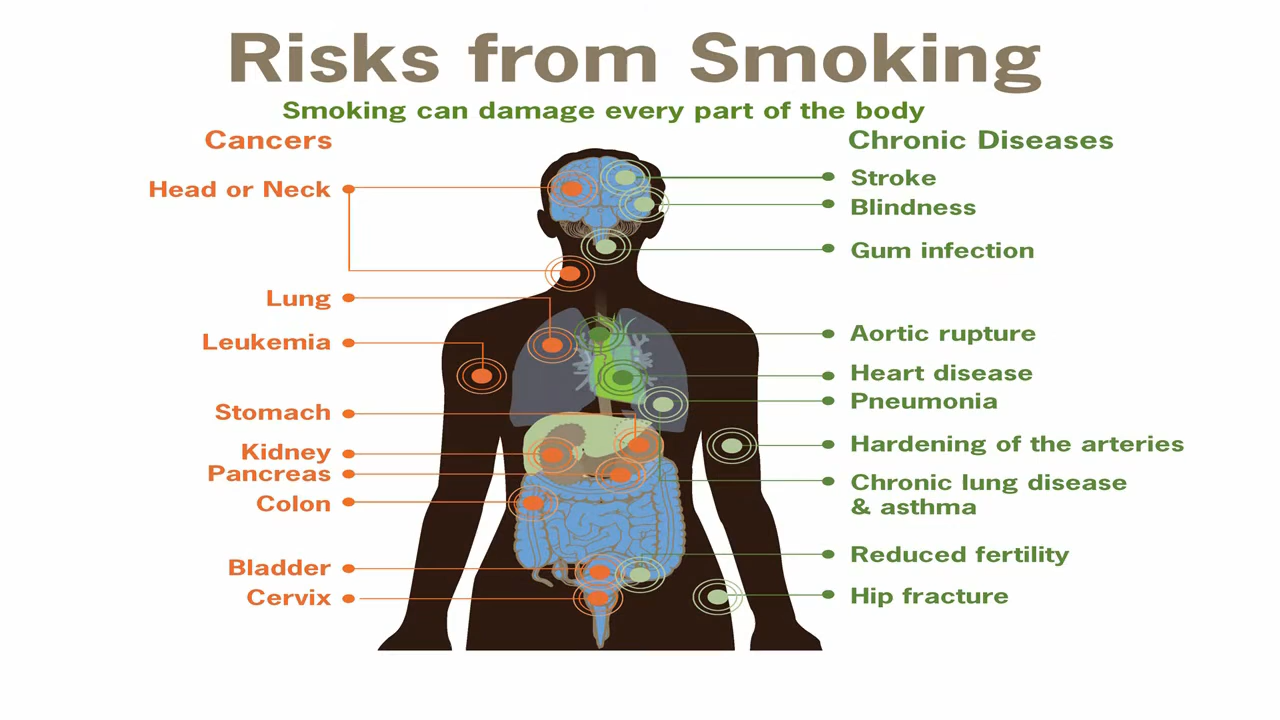 Risks from Smoking
Smoking can damage every part of the body
Cancers
Head or Neck
Lung
Leukemia
Stomach
Kidney
Pancreas
Colon
Bladder
Cervix
Chronic Diseases
Stroke
Blindness
Gum infection
Aortic rupture
Heart disease
Pneumonia
Hardening of the arteries
Chronic lung disease
& asthma
Reduced fertility
Hip fracture